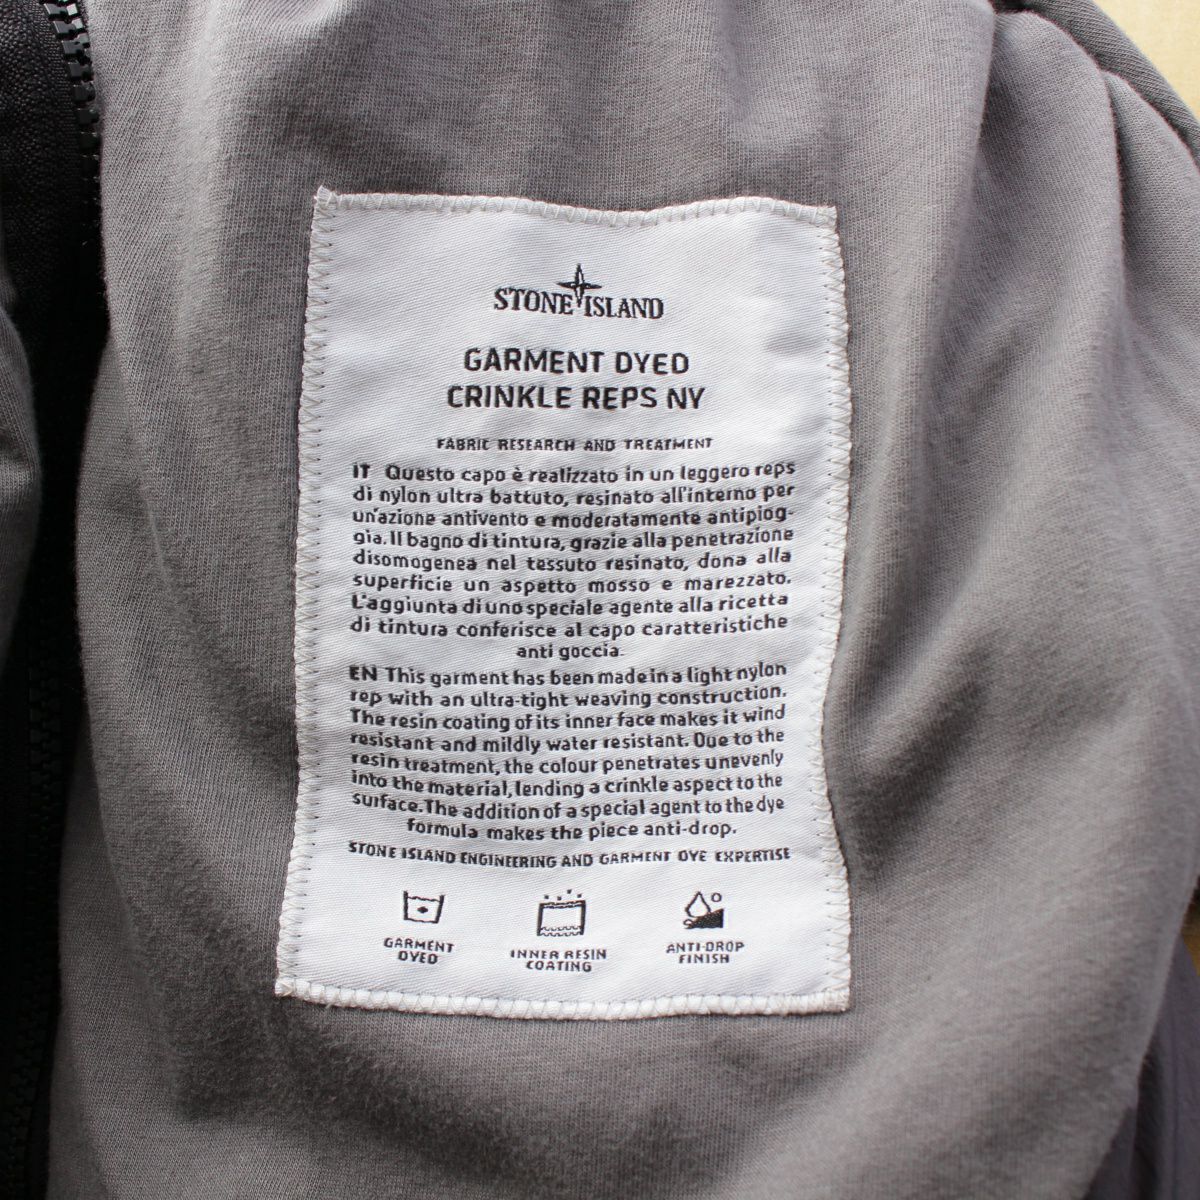 STONE ISLAND
GARMENT DYED
CRINKLE REPS NY
FABRIC RESEARCH AND TREATMENT
IT Questo capo è realizzato in un leggero reps
di nylon ultra battuto, resinato all'interno per
un'azione antivento e moderatamente antipiog-
gia. Il bagno di tintura, grazie alla penetrazione
disomogenea nel tessuto resinato, dona alla
superficie un aspetto mosso e marezzato.
L'aggiunta di uno speciale agente alla ricetta
di tintura conferisce al capo caratteristiche
anti goccia.
EN This garment has been made in a light nylon
rep with an ultra-tight weaving construction.
The resin coating of its inner face makes it wind
resistant and mildly water resistant. Due to the
resin treatment, the colour penetrates unevenly
into the material, lending a crinkle aspect to the
surface. The addition of a special agent to the dye
formula makes the piece anti-drop.
STONE ISLAND ENGINEERING AND GARMENT DYE EXPERTISE
GARMENT DYED
INNER RESIN COATING
ANTI-DROP FINISH